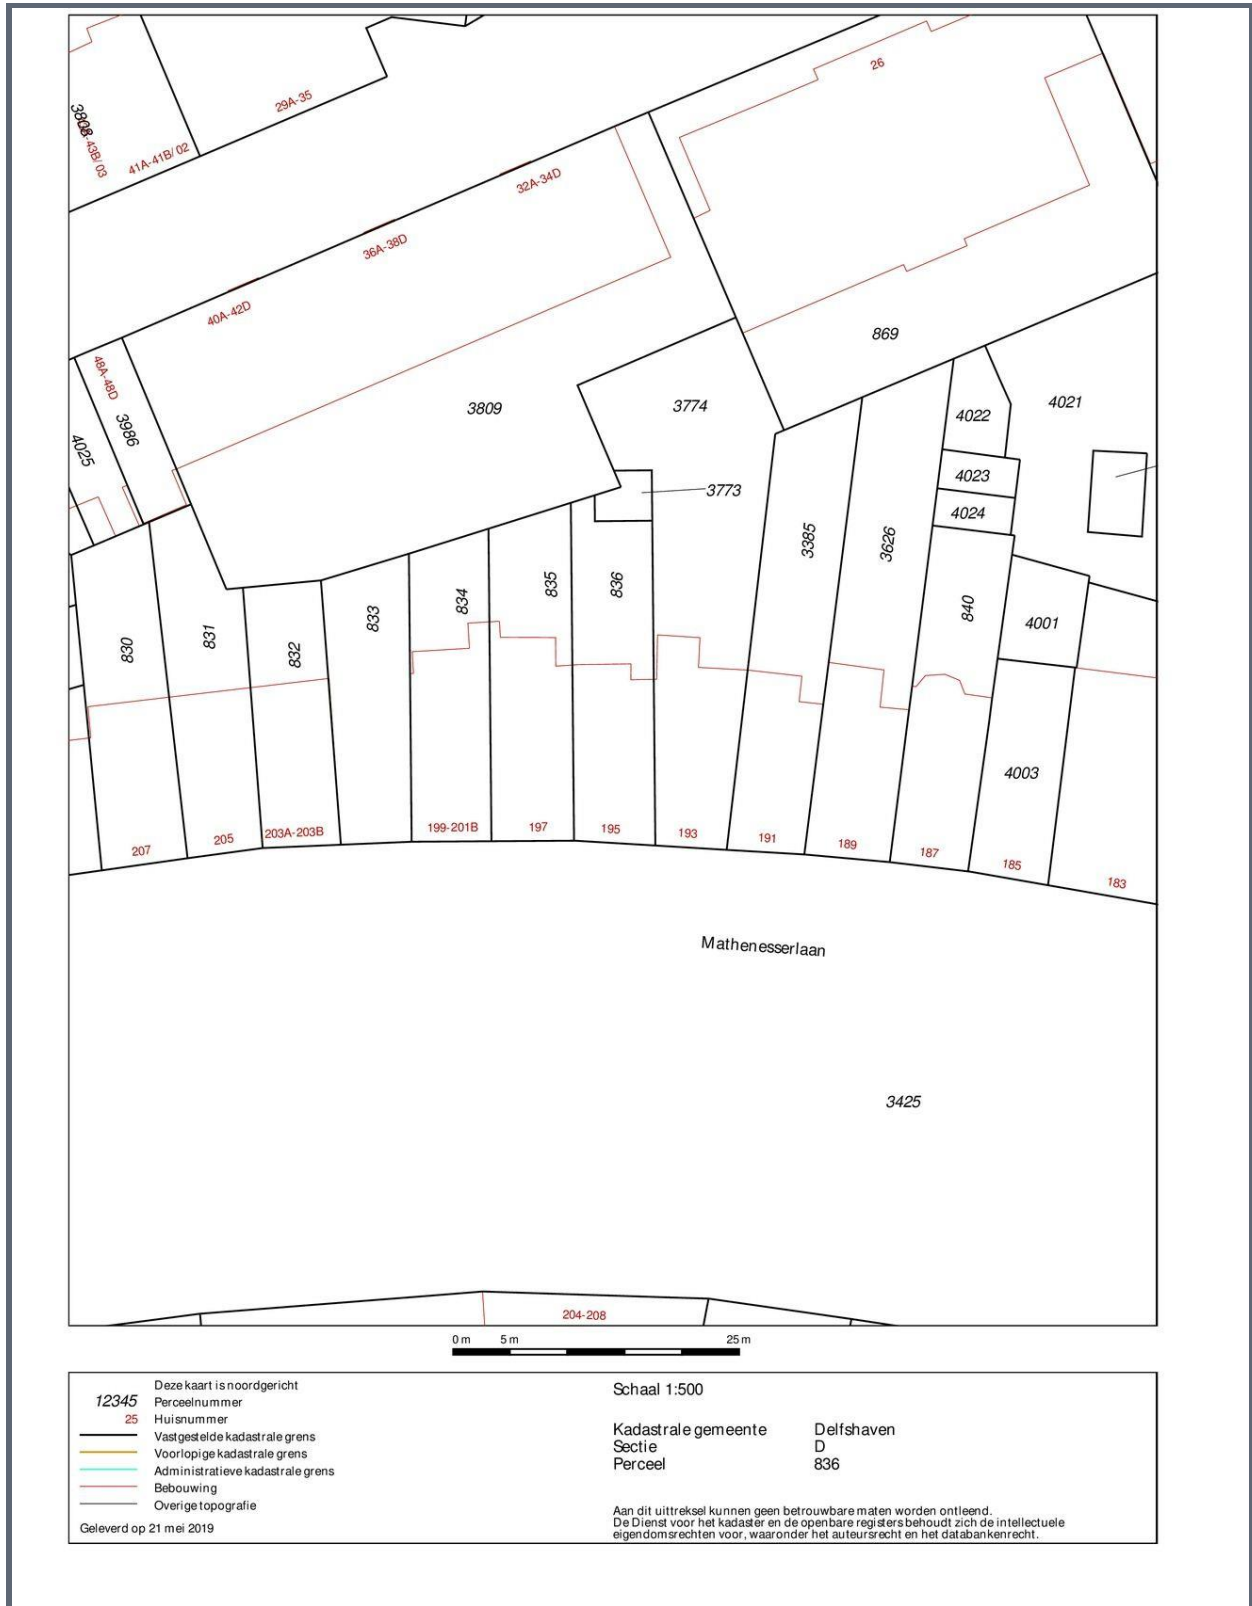 26
29A-35
3808
43B/ 03
41A-41B/ 02
32A-34D
36A-38D
40A-42D
869
48A-48D
3986
4025
3809
3774
4021
4022
4023
4024
3773
3385
3626
840
4001
830
831
832
833
834
835
836
4003
207
205
203A-203B
199-201B
197
195
193
191
189
187
185
183
Mathenesserlaan
3425
204-208
0 m 5 m 25 m
Deze kaart is noordgericht
12345 Perceelnummer
25 Huisnummer
Vastgestelde kadastrale grens
Voorlopige kadastrale grens
Administratieve kadastrale grens
Bebouwing
Overige topografie
Geleverd op 21 mei 2019
Schaal 1:500
Kadastrale gemeente Delfshaven
Sectie D
Perceel 836
Aan dit uittreksel kunnen geen betrouwbare maten worden ontleend.
De Dienst voor het kadaster en de openbare registers behoudt zich de intellectuele
eigendomsrechten voor, waaronder het auteursrecht en het databankenrecht.